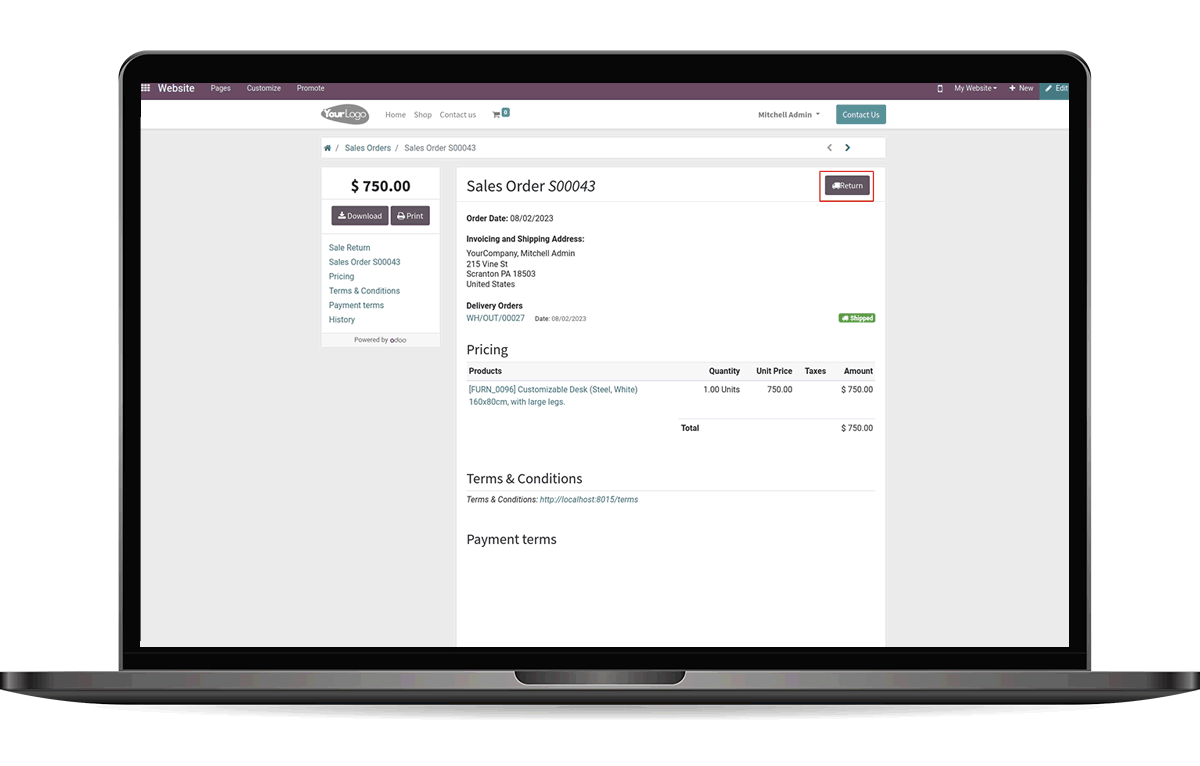 Website Pages Customize Promote My Website New Edit
YourLogo Home Shop Contact us 0 Mitchell Admin Contact Us
/ Sales Orders / Sales Order S00043
$ 750.00
Download Print
Sale Return
Sales Order S00043
Pricing
Terms & Conditions
Payment terms
History
Powered by odoo
Sales Order S00043 Return
Order Date: 08/02/2023
Invoicing and Shipping Address:
YourCompany, Mitchell Admin
215 Vine St
Scranton PA 18503
United States
Delivery Orders
WH/OUT/00027 Date: 08/02/2023 Shipped
Pricing
Products Quantity Unit Price Taxes Amount
[FURN_0096] Customizable Desk (Steel, White) 1.00 Units 750.00 $ 750.00
160x80cm, with large legs.
Total $ 750.00
Terms & Conditions
Terms & Conditions: http://localhost:8015/terms
Payment terms